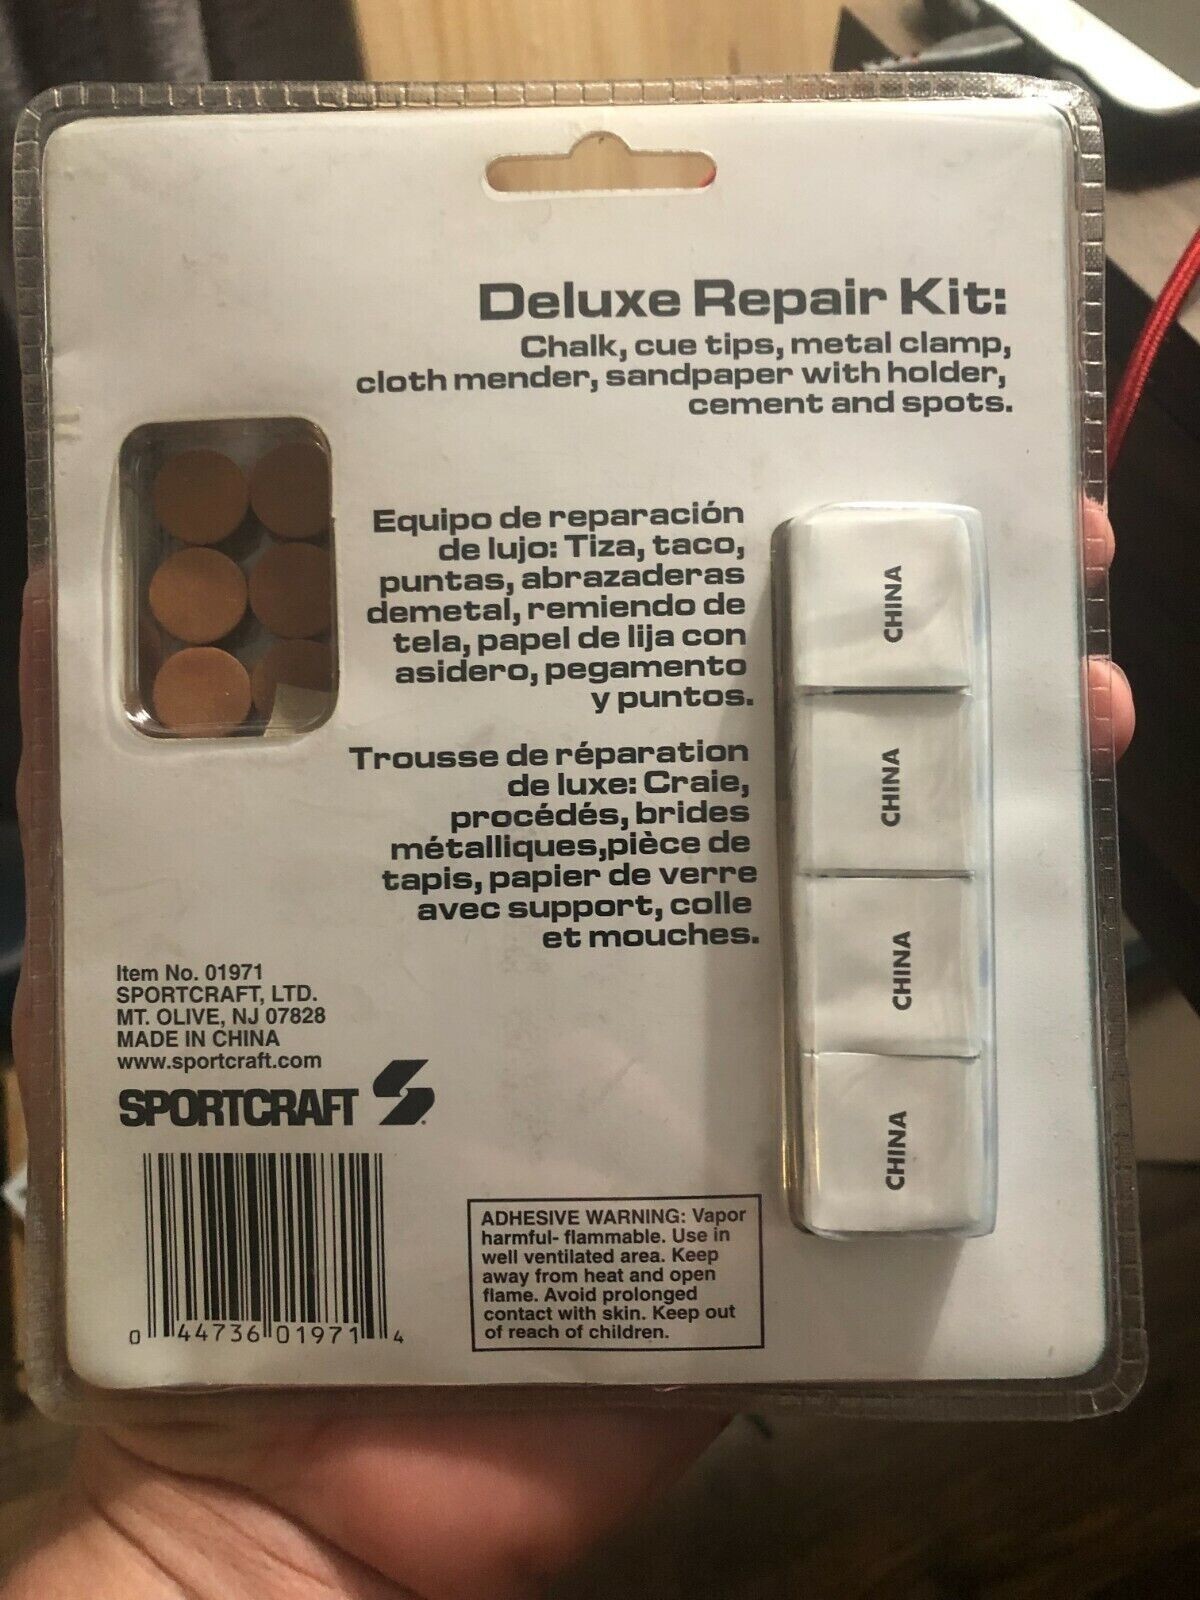 Deluxe Repair Kit:
Chalk, cue tips, metal clamp,
cloth mender, sandpaper with holder,
cement and spots.
Equipo de reparación
de lujo: Tiza, taco,
puntas, abrazaderas
demetal, remiendo de
tela, papel de lija con
asidero, pegamento
y puntos.
Trousse de réparation
de luxe: Craie,
procédés, brides
métalliques,pièce de
tapis, papier de verre
avec support, colle
et mouches.
CHINA
CHINA
CHINA
CHINA
Item No. 01971
SPORTCRAFT, LTD.
MT. OLIVE, NJ 07828
MADE IN CHINA
www.sportcraft.com
SPORTCRAFT
0 44736 01971 4
ADHESIVE WARNING: Vapor
harmful- flammable. Use in
well ventilated area. Keep
away from heat and open
flame. Avoid prolonged
contact with skin. Keep out
of reach of children.